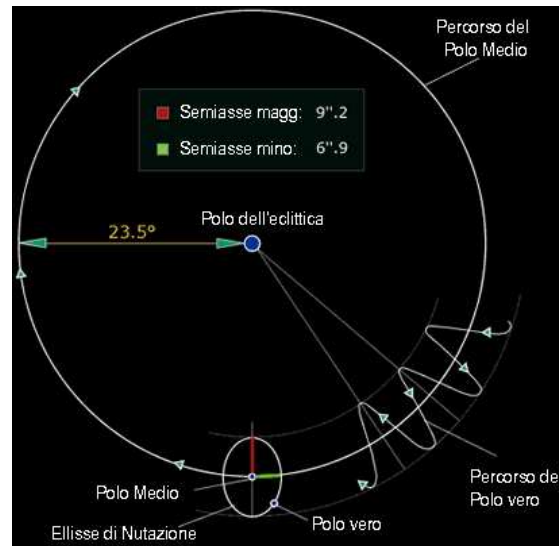 Percorso del
Polo Medio
Semiasse magg: 9".2
Semiasse mino: 6".9
Polo dell'eclittica
23.5°
Polo Medio
Ellisse di Nutazione
Polo vero
Percorso de
Polo vero